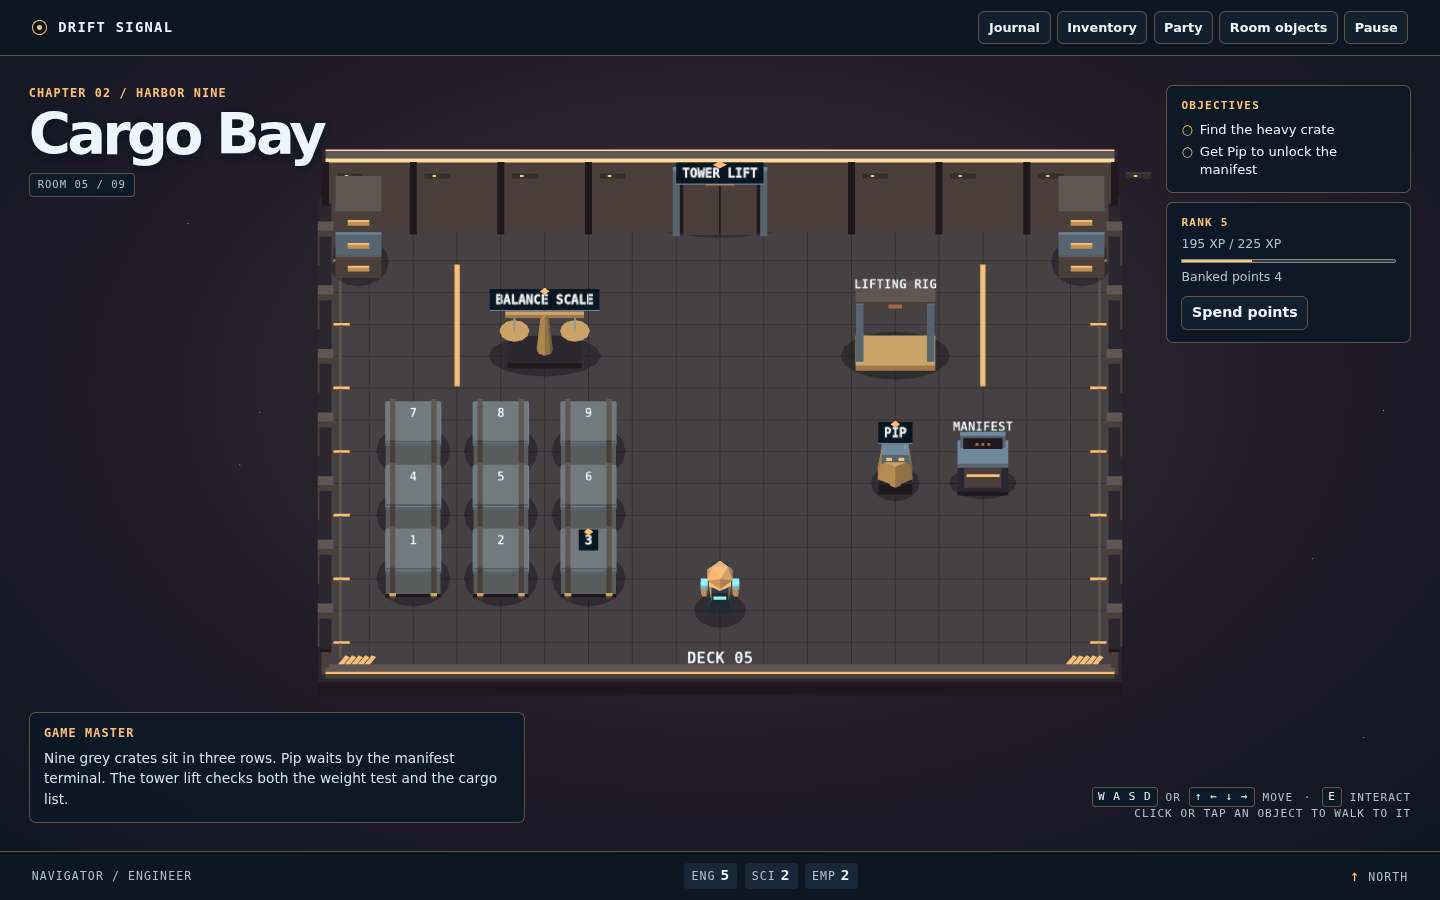 DRIFT SIGNAL
Journal
Inventory
Party
Room objects
Pause
CHAPTER 02 / HARBOR NINE
Cargo Bay
ROOM 05 / 09
OBJECTIVES
Find the heavy crate
Get Pip to unlock the
manifest
RANK 5
195 XP / 225 XP
Banked points 4
Spend points
TOWER LIFT
BALANCE SCALE
LIFTING RIG
7
8
9
PIP
MANIFEST
4
5
6
1
2
3
DECK 05
GAME MASTER
Nine grey crates sit in three rows. Pip waits by the manifest
terminal. The tower lift checks both the weight test and the cargo
list.
W A S D OR ↑ ← ↓ → MOVE · E INTERACT
CLICK OR TAP AN OBJECT TO WALK TO IT
NAVIGATOR / ENGINEER
ENG 5
SCI 2
EMP 2
↑ NORTH